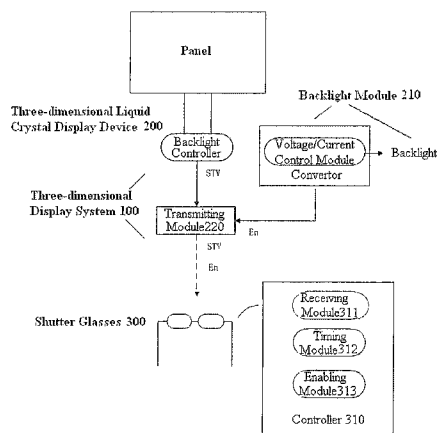 Panel
Three-dimensional Liquid
Crystal Display Device 200
Backlight Module 210
Backlight
Controller
Voltage/Current
Control Module
Convertor
Backlight
STV
Three-dimensional
Display System 100
Transmitting
Module220
En
STV
En
Shutter Glasses 300
Receiving
Module311
Timing
Module312
Enabling
Module313
Controller 310